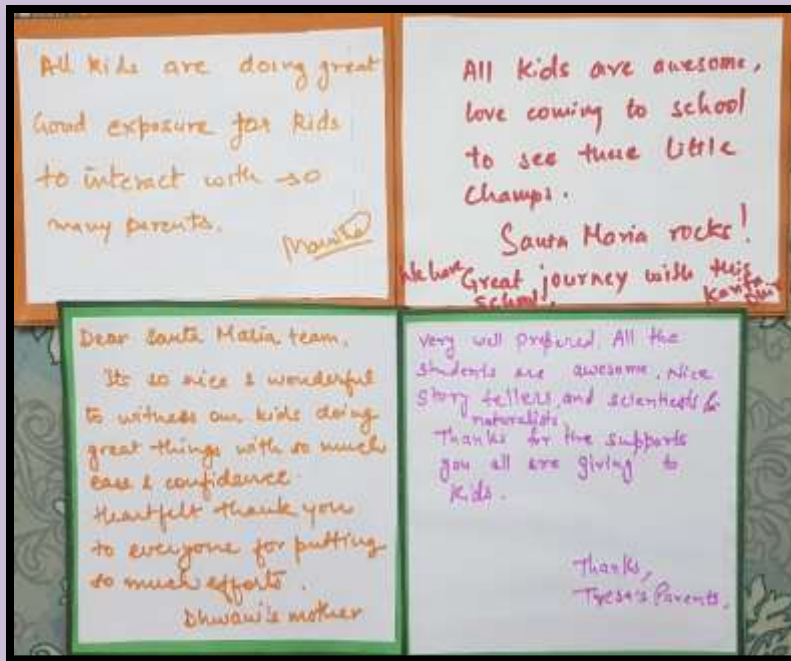 All kids are doing great
Good exposure for kids
to interact with so
many parents.
All kids are awesome,
love coming to school
to see these little
champs.
Santa Maria rocks!
We have Great journey with this
school.
Dear Santa Maria team,
Its so nice & wonderful
to witness our kids doing
great things with so much
ease & confidence.
Heartfelt thank you
to everyone for putting
so much efforts.
Dhwani's mother
Very well prepared. All the
students are awesome. Nice
story tellers, and scientists &
naturalists.
Thanks for the supports
you all are giving to
kids.
Thanks,
Parents.